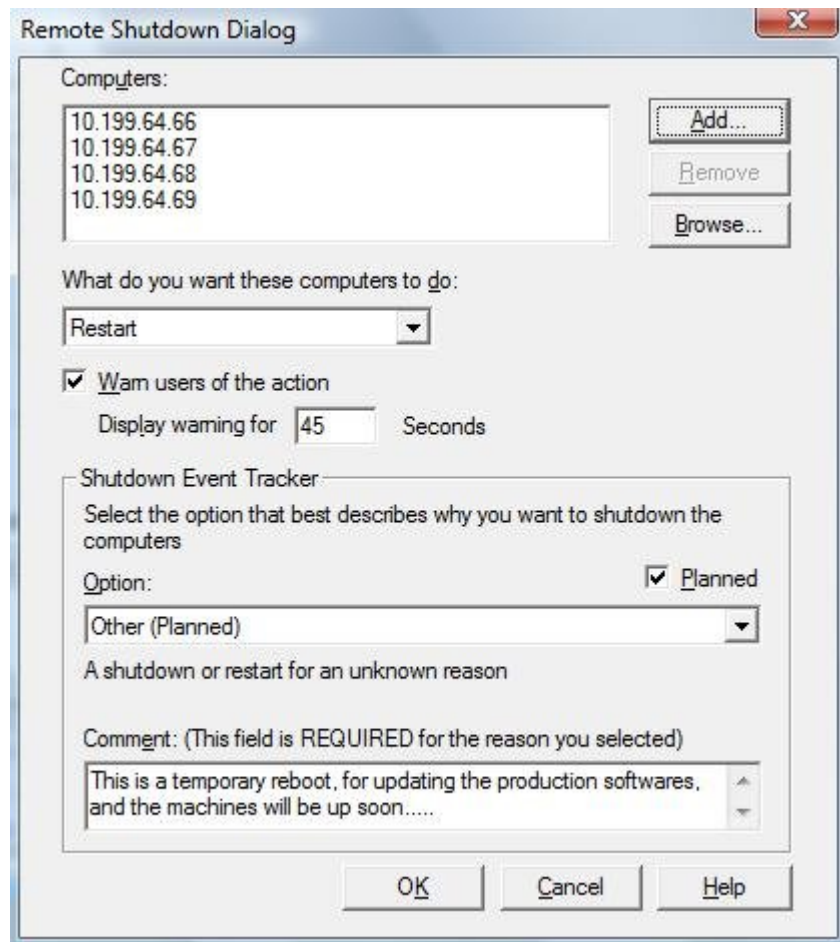 Remote Shutdown Dialog
Computers:
10.199.64.66
10.199.64.67
10.199.64.68
10.199.64.69
Add...
Remove
Browse...
What do you want these computers to do:
Restart
Warn users of the action
Display warning for 45 Seconds
Shutdown Event Tracker
Select the option that best describes why you want to shutdown the
computers
Option:
Planned
Other (Planned)
A shutdown or restart for an unknown reason
Comment: (This field is REQUIRED for the reason you selected)
This is a temporary reboot, for updating the production softwares,
and the machines will be up soon.....
OK
Cancel
Help